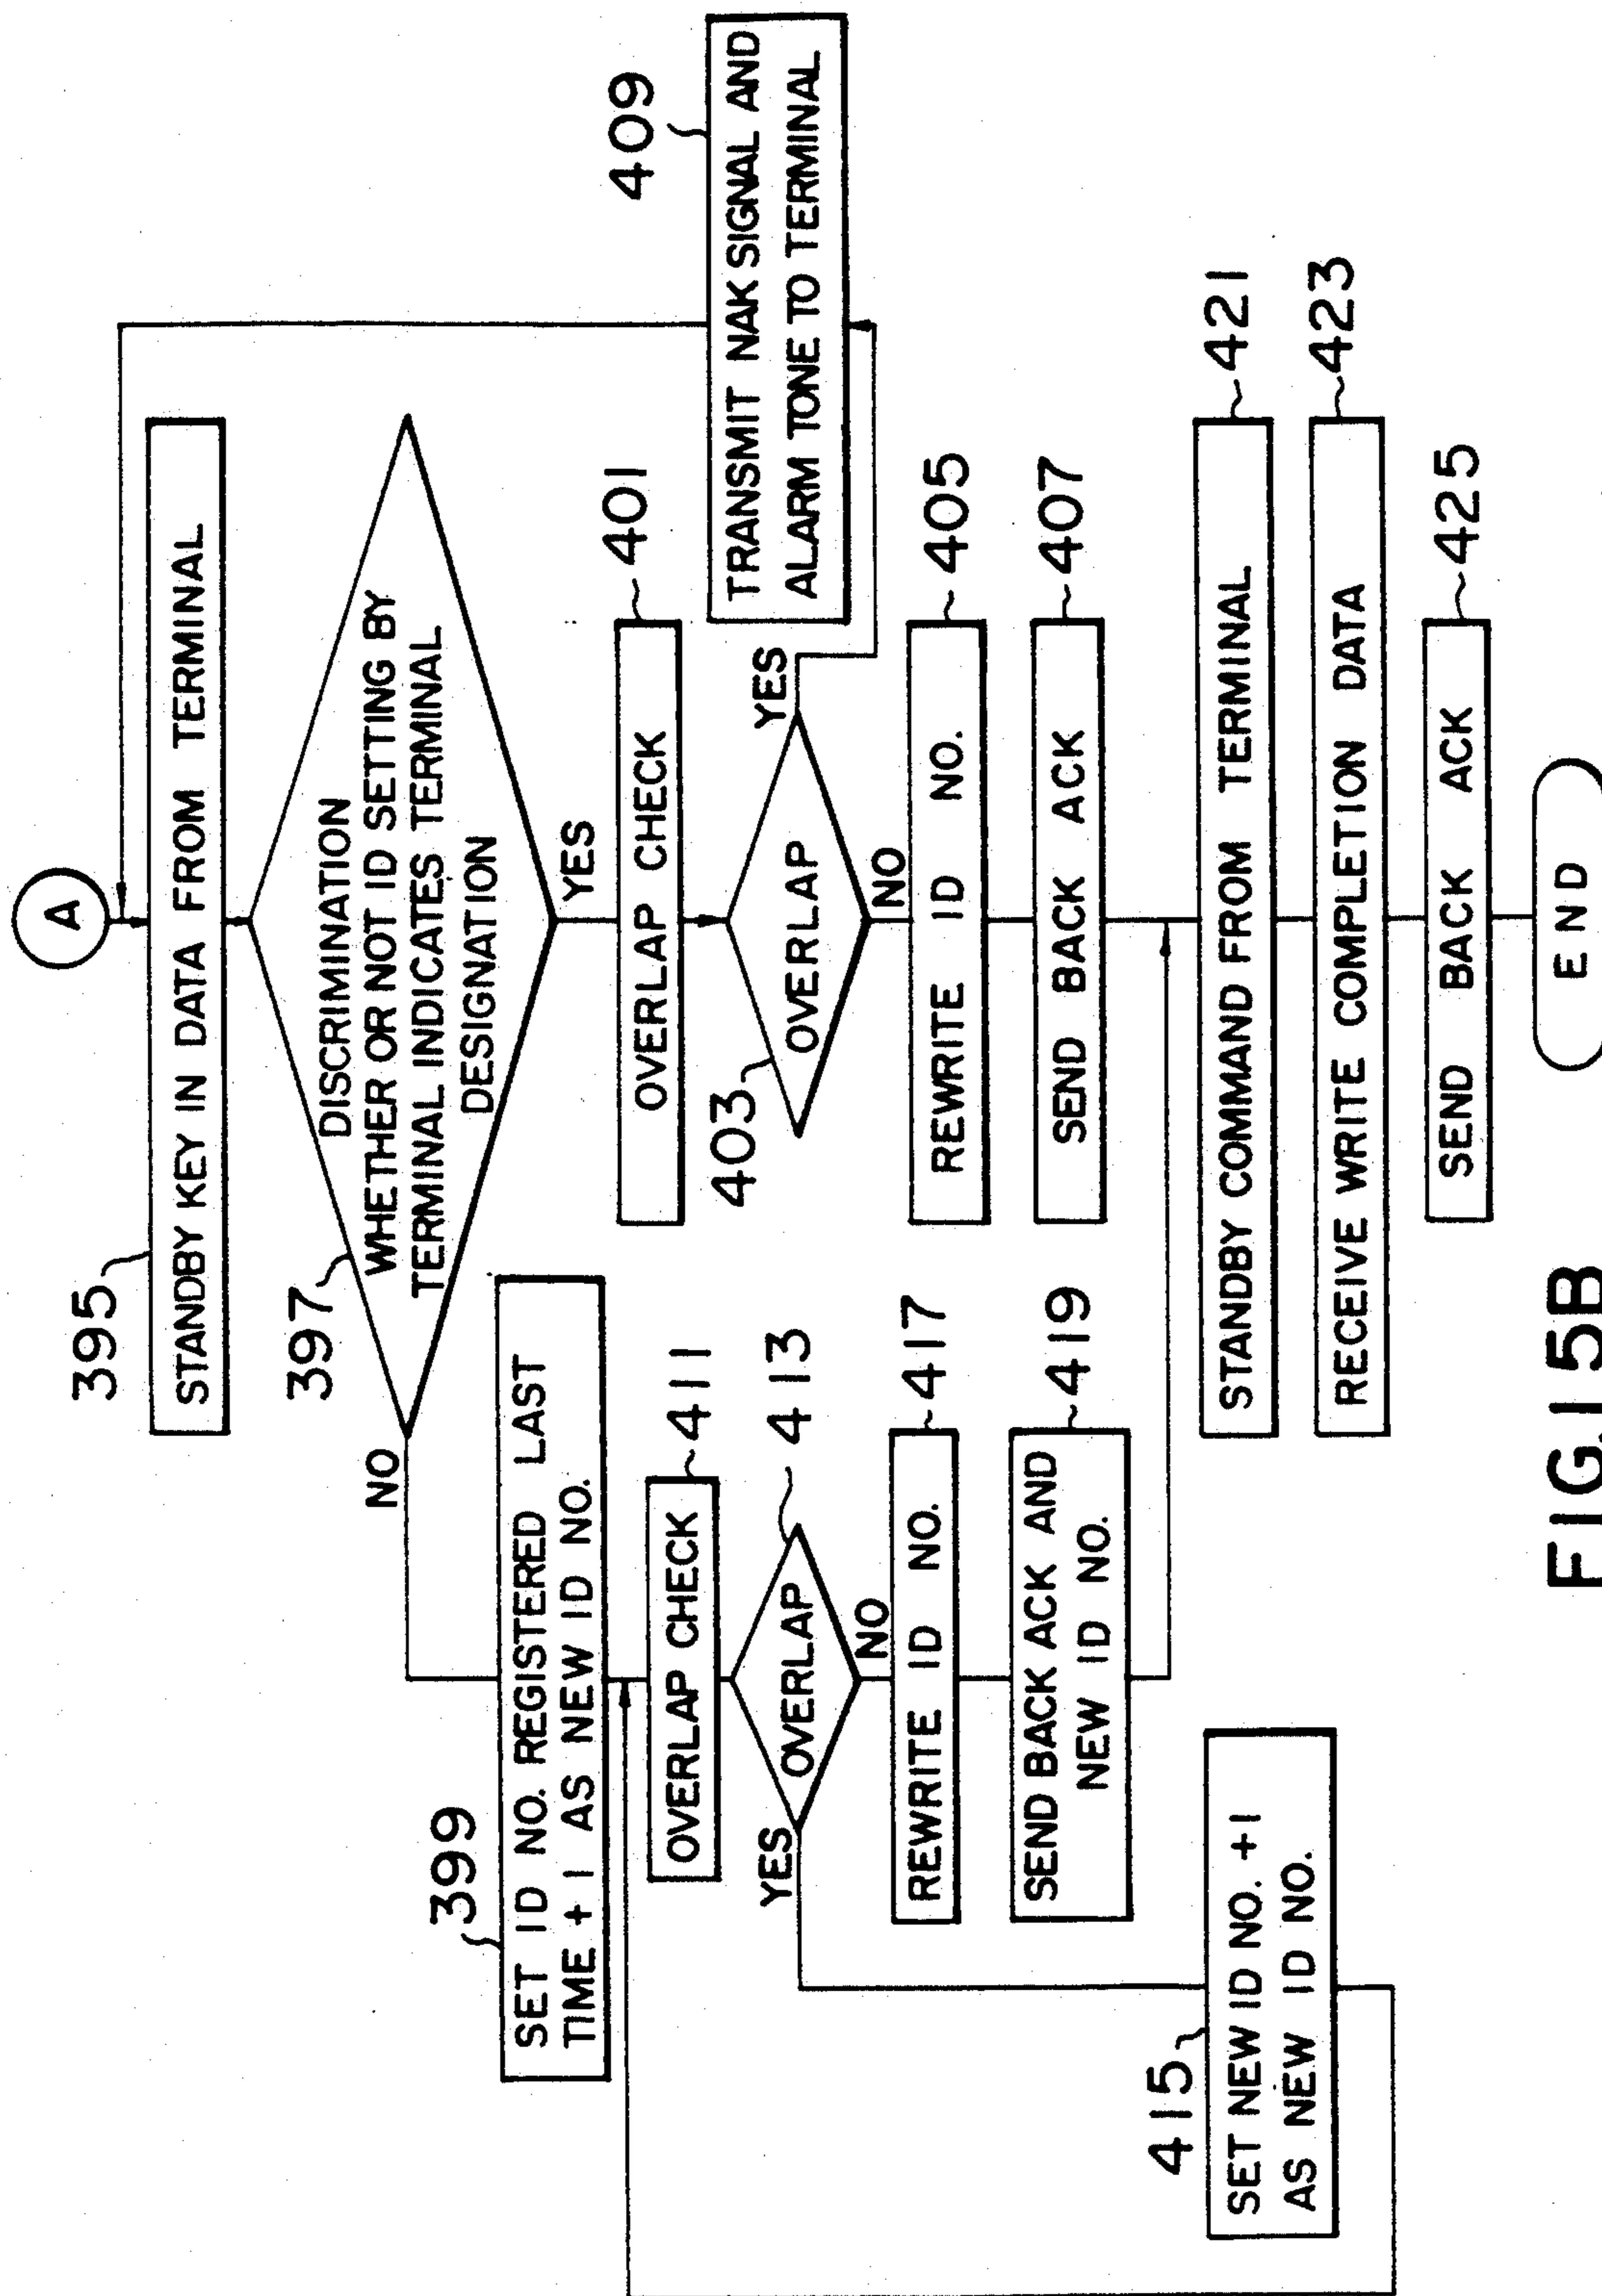 A
395
STANDBY KEY IN DATA FROM TERMINAL
397
DISCRIMINATION
WHETHER OR NOT ID SETTING BY
TERMINAL INDICATES TERMINAL
DESIGNATION
NO
YES
399
SET ID NO. REGISTERED LAST
TIME + 1 AS NEW ID NO.
OVERLAP CHECK
401
409
TRANSMIT NAK SIGNAL AND
ALARM TONE TO TERMINAL
OVERLAP CHECK
411
403
OVERLAP
YES
NO
413
OVERLAP
YES
NO
REWRITE ID NO.
405
REWRITE ID NO.
417
SEND BACK ACK
407
SEND BACK ACK AND
NEW ID NO.
419
415
SET NEW ID NO. +1
AS NEW ID NO.
STANDBY COMMAND FROM TERMINAL
421
RECEIVE WRITE COMPLETION DATA
423
SEND BACK ACK
425
END
FIG.15B